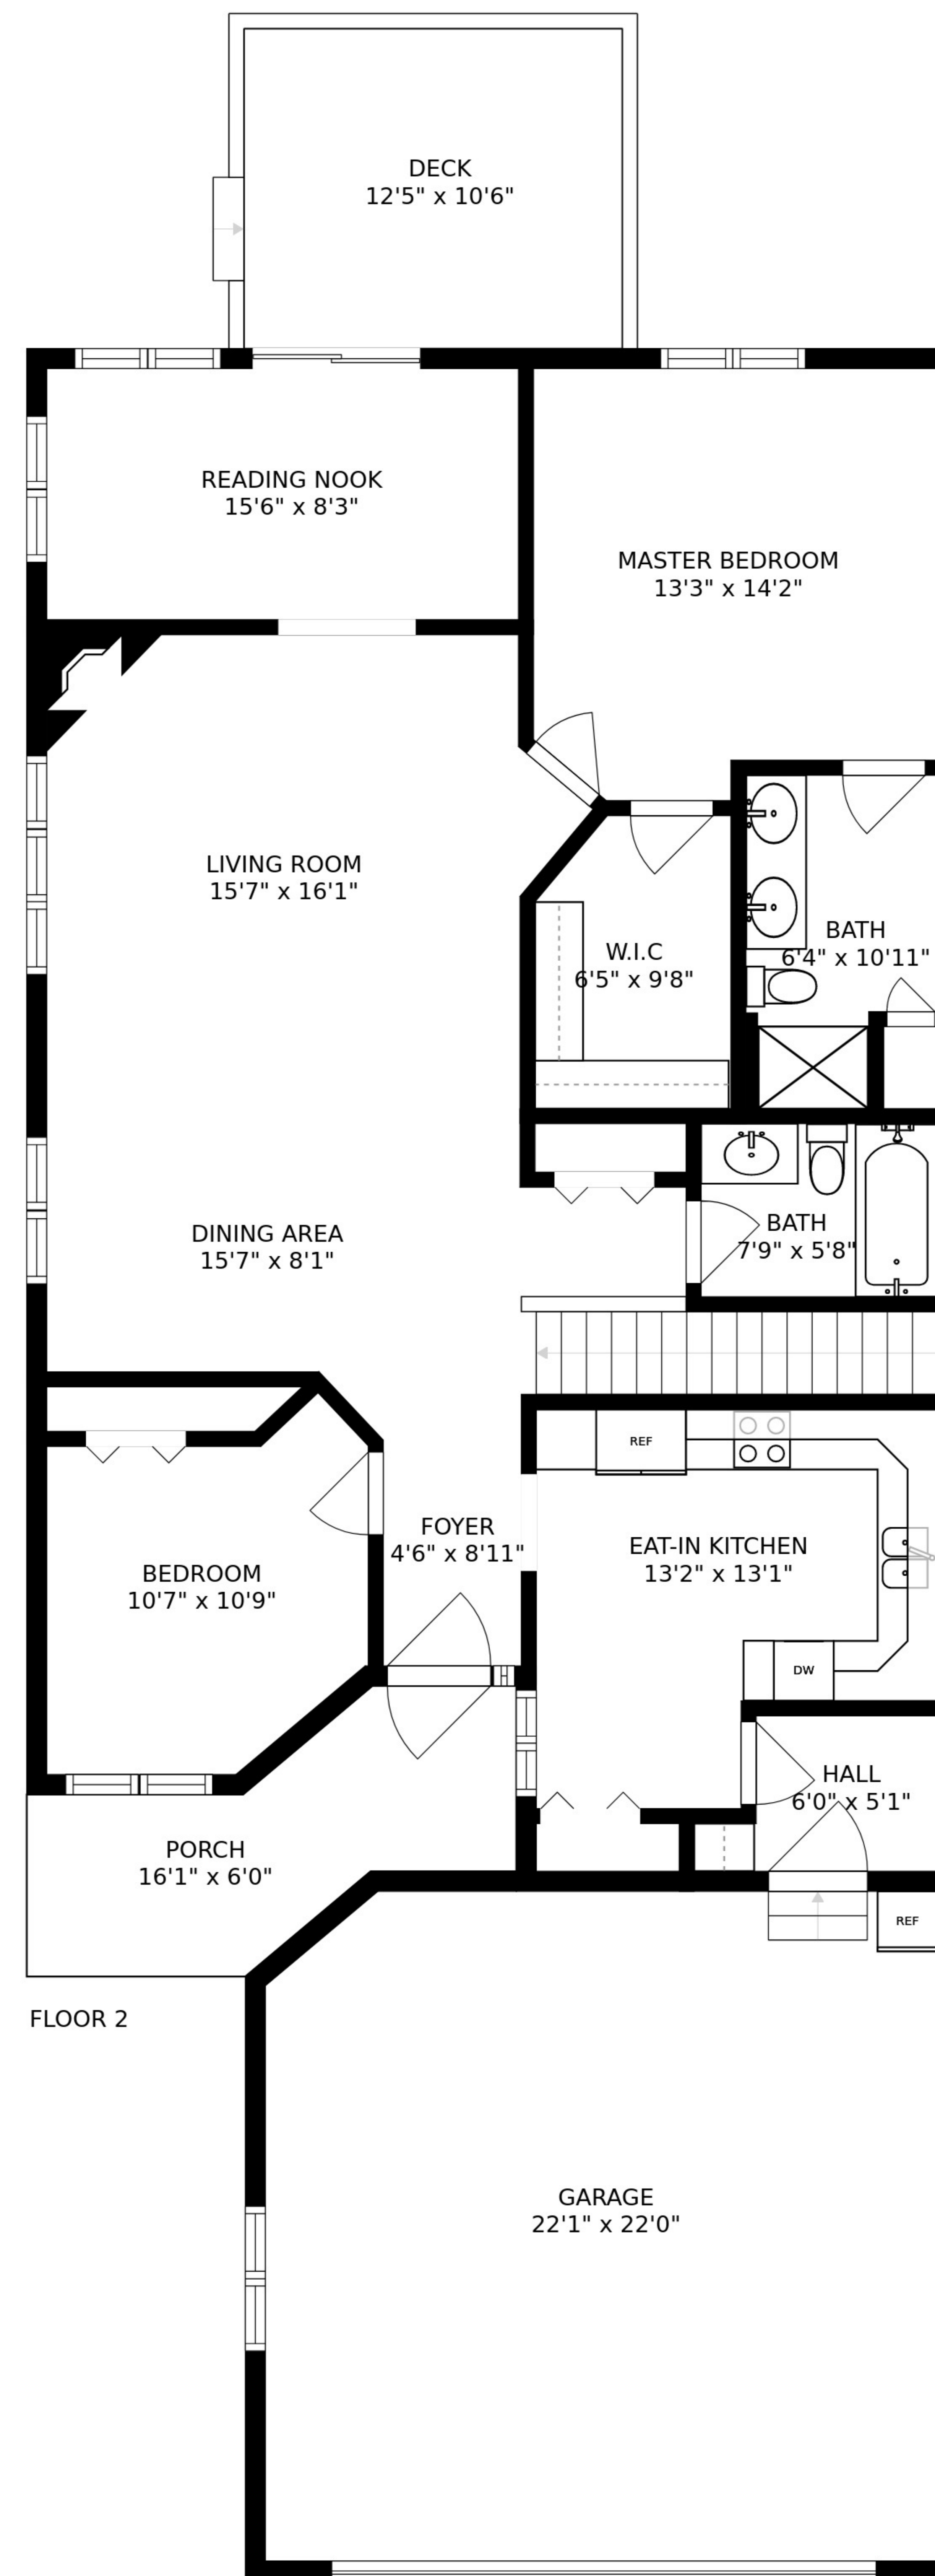 DECK
12'5" x 10'6"
READING NOOK
15'6" x 8'3"
MASTER BEDROOM
13'3" x 14'2"
LIVING ROOM
15'7" x 16'1"
BATH
6'4" x 10'11"
W.I.C
6'5" x 9'8"
BATH
7'9" x 5'8"
DINING AREA
15'7" x 8'1"
REF
FOYER
4'6" x 8'11"
EAT-IN KITCHEN
13'2" x 13'1"
BEDROOM
10'7" x 10'9"
DW
HALL
6'0" x 5'1"
PORCH
16'1" x 6'0"
REF
FLOOR 2
GARAGE
22'1" x 22'0"